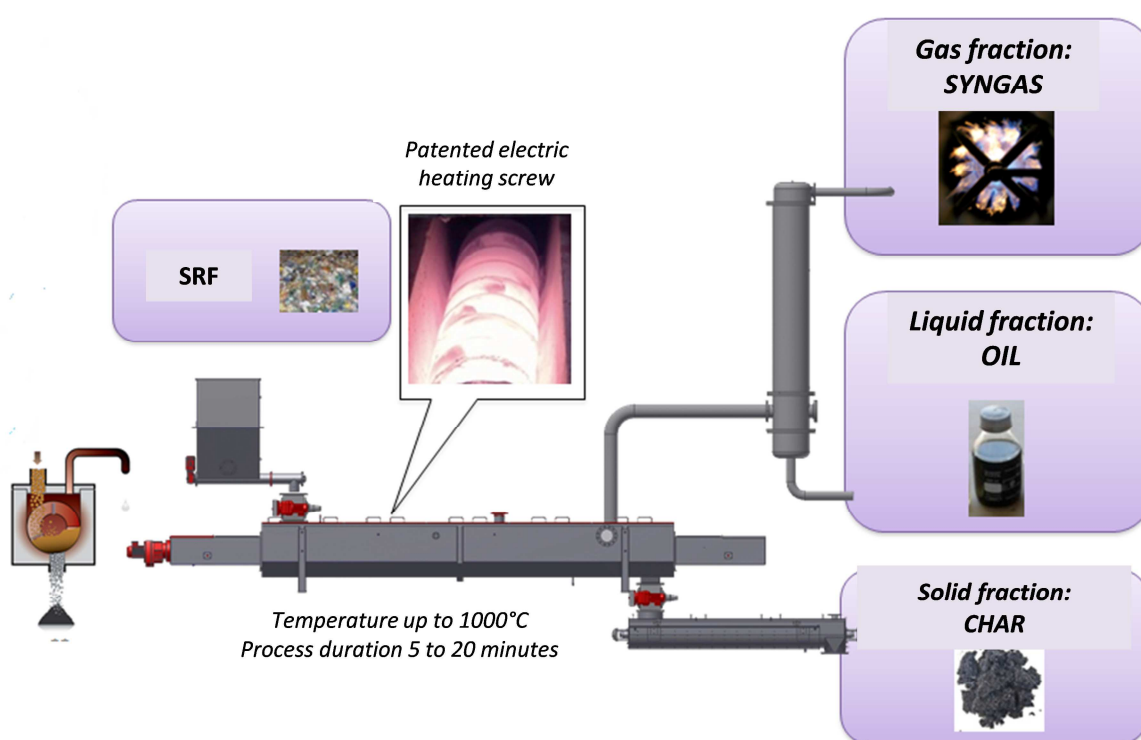 Gas fraction:
SYNGAS
Patented electric
heating screw
SRF
Liquid fraction:
OIL
Temperature up to 1000°C
Process duration 5 to 20 minutes
Solid fraction:
CHAR